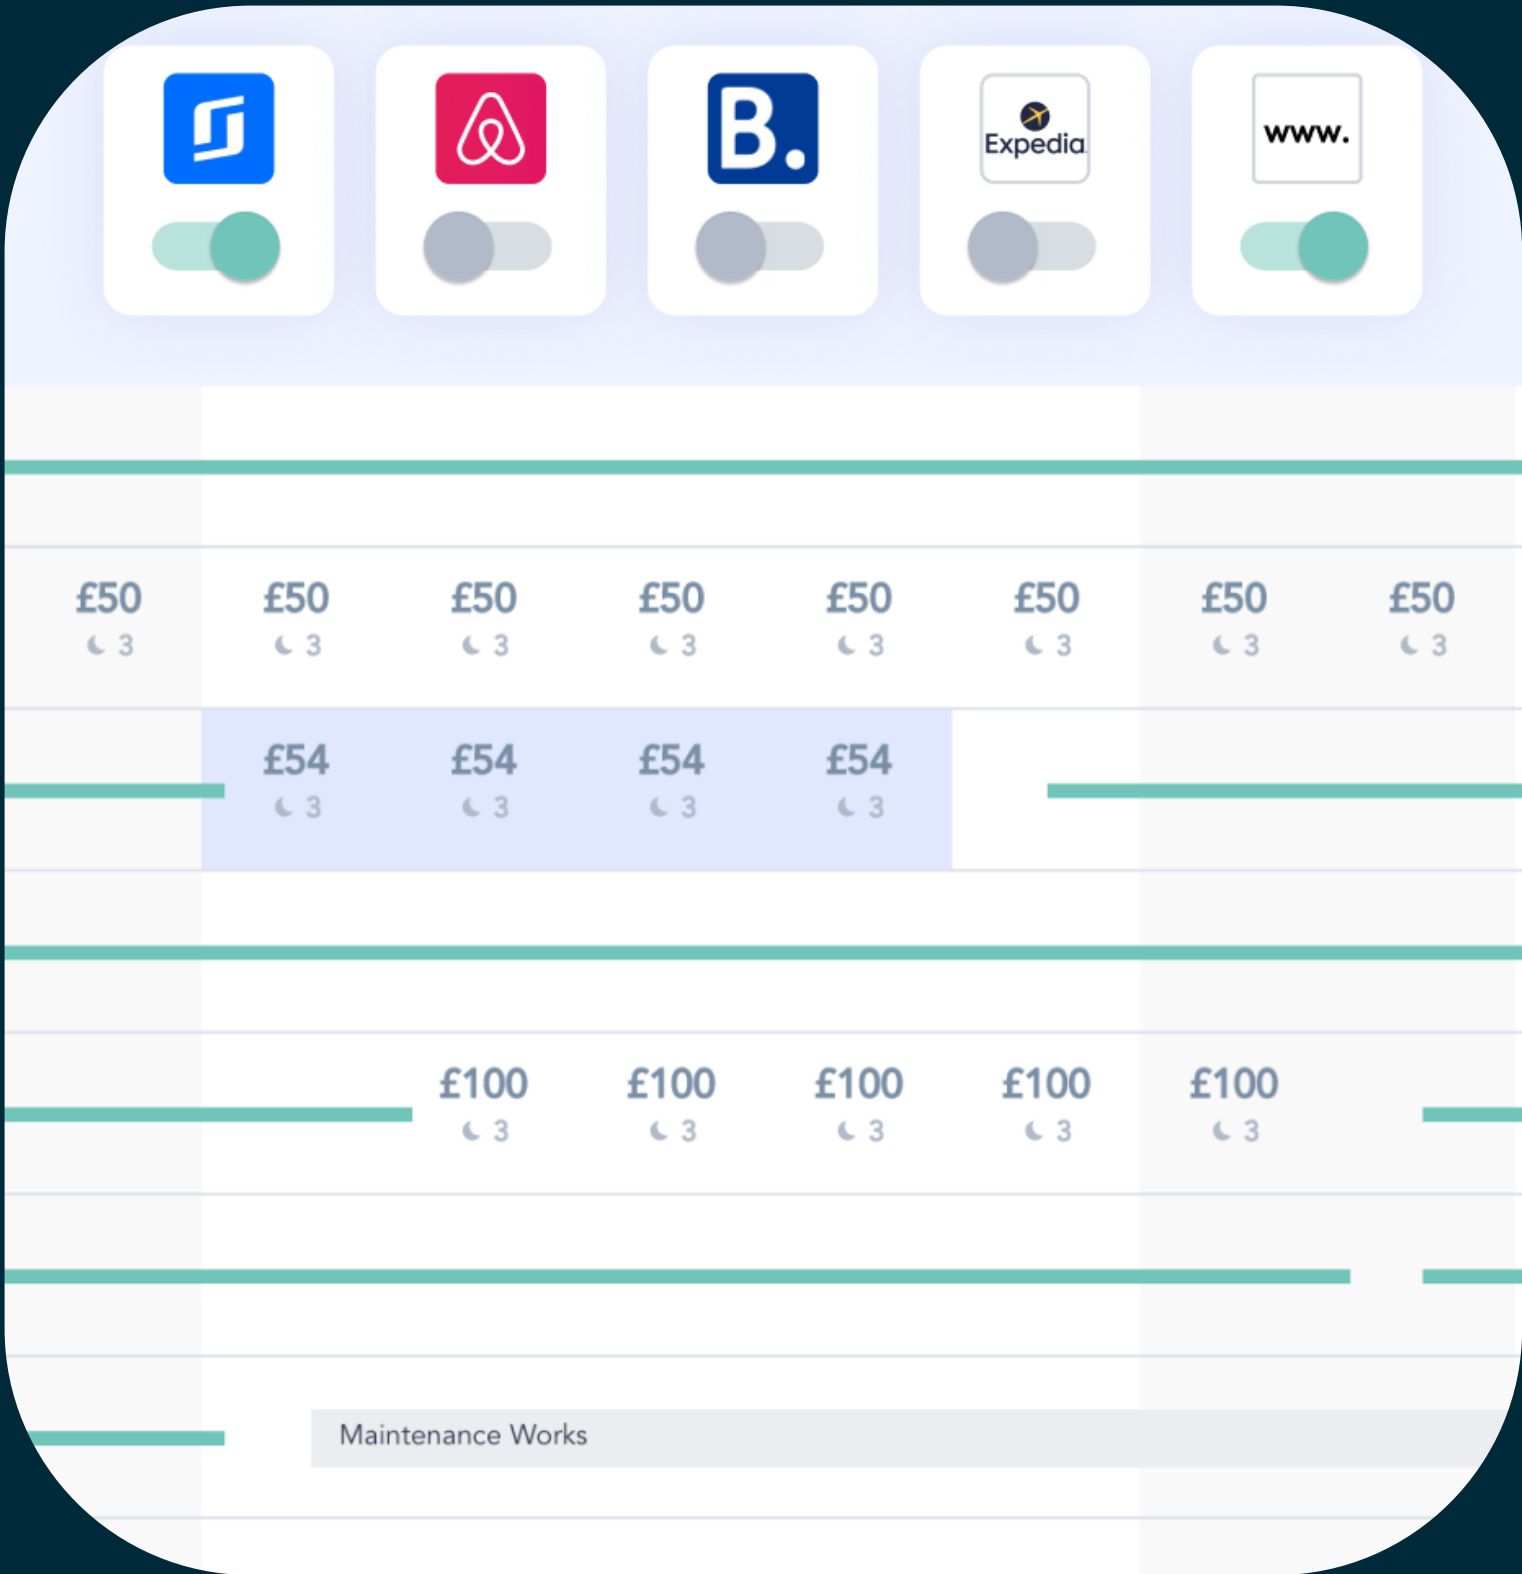 B.
Expedia
www.
£50 £50 £50 £50 £50 £50 £50 £50
3 3 3 3 3 3 3 3
£54 £54 £54 £54
3 3 3 3
£100 £100 £100 £100 £100
3 3 3 3 3
Maintenance Works